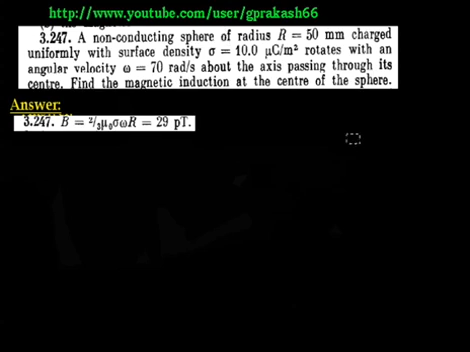 http://www.youtube.com/user/gprakash66
3.247. A non-conducting sphere of radius R = 50 mm charged
uniformly with surface density σ = 10.0 μC/m² rotates with an
angular velocity ω = 70 rad/s about the axis passing through its
centre. Find the magnetic induction at the centre of the sphere.
Answer:
3.247. B = ²/₃μ₀σωR = 29 pT.